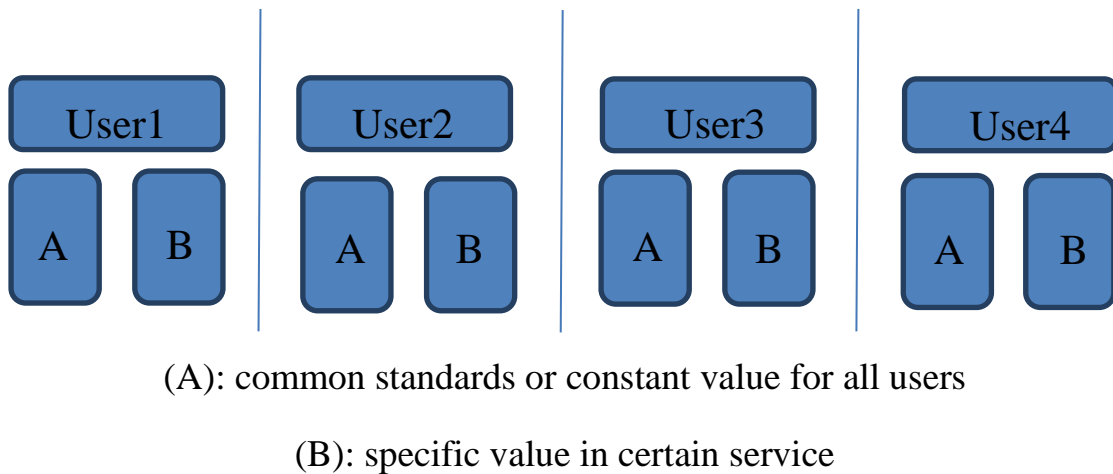 User1 User2 User3 User4
A B A B A B A B
(A): common standards or constant value for all users
(B): specific value in certain service